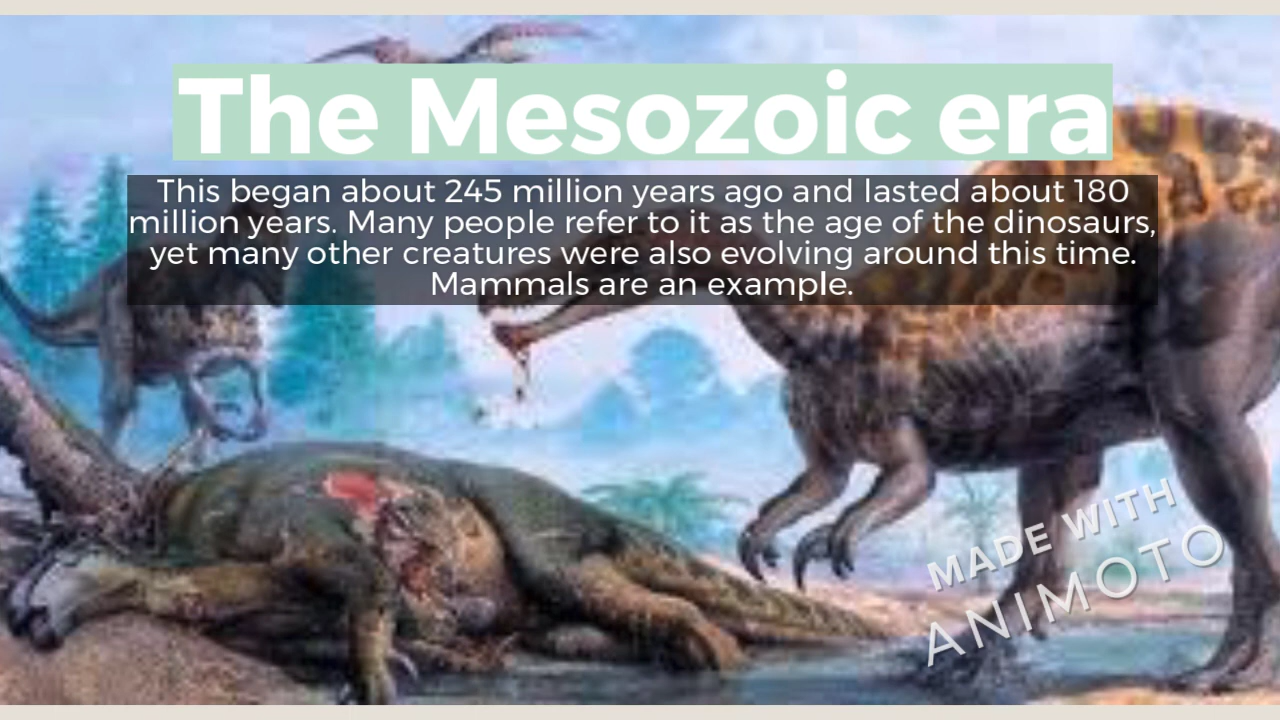 The Mesozoic era
This began about 245 million years ago and lasted about 180
million years. Many people refer to it as the age of the dinosaurs,
yet many other creatures were also evolving around this time.
Mammals are an example.
MADE WITH
ANIMOTO